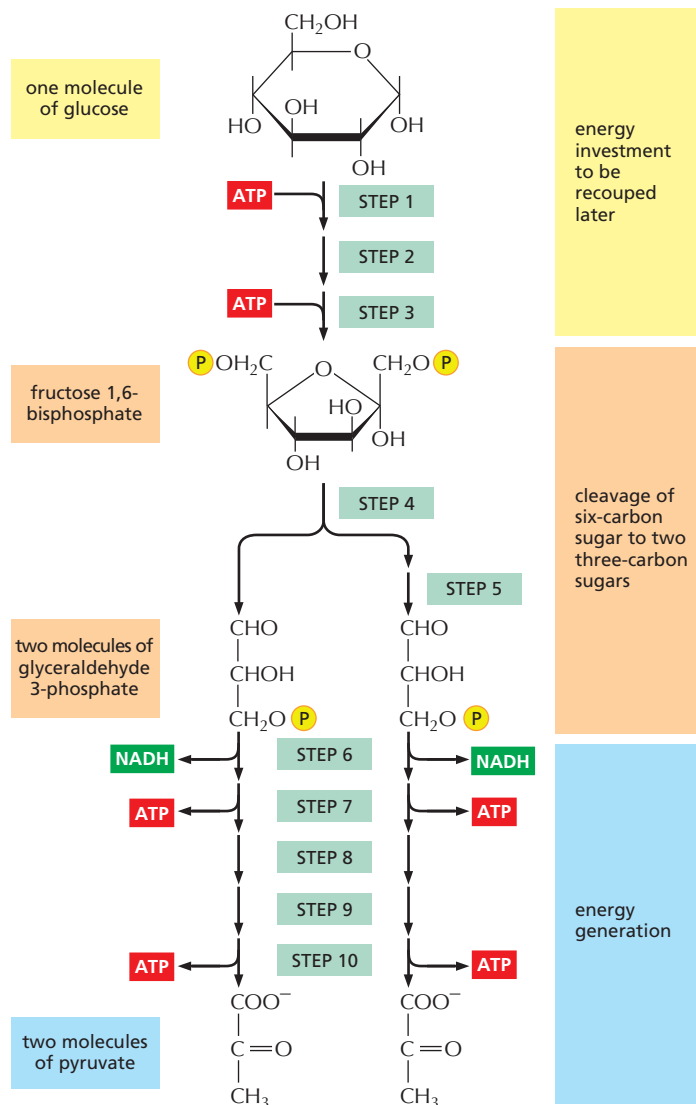 CH₂OH
O
one molecule
of glucose
OH
HO
OH
OH
energy
investment
to be
recouped
later
ATP
STEP 1
STEP 2
ATP
STEP 3
P OH₂C
O
CH₂O P
fructose 1,6-
bisphosphate
HO
OH
OH
STEP 4
cleavage of
six-carbon
sugar to two
three-carbon
sugars
STEP 5
two molecules of
glyceraldehyde
3-phosphate
CHO
CHOH
CH₂O P
CHO
CHOH
CH₂O P
NADH
STEP 6
NADH
ATP
STEP 7
ATP
STEP 8
STEP 9
energy
generation
ATP
STEP 10
ATP
two molecules
of pyruvate
COO⁻
C=O
CH₃
COO⁻
C=O
CH₃